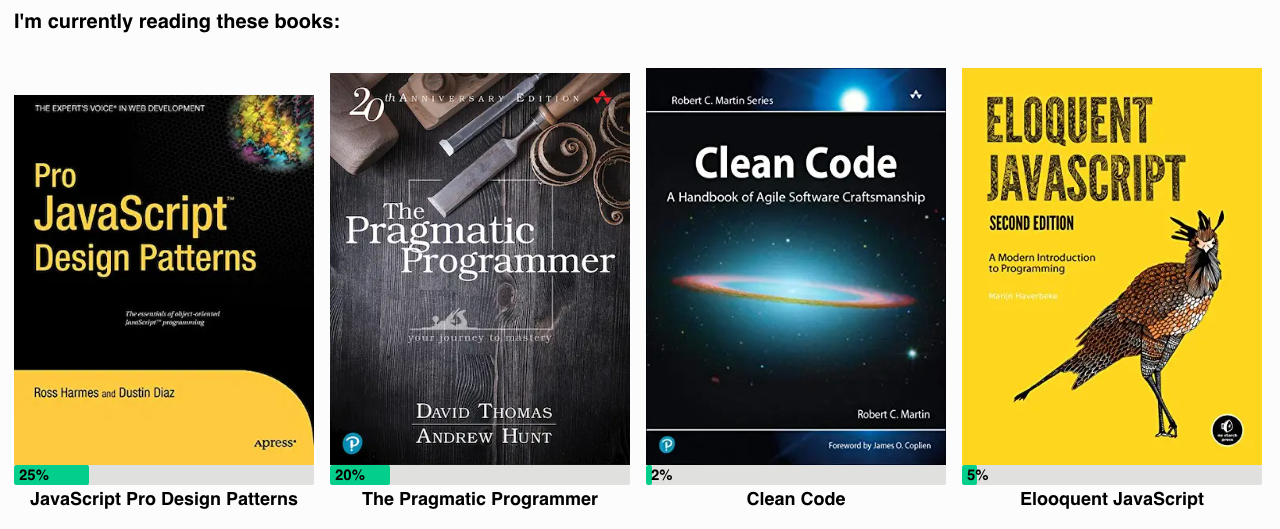 I'm currently reading these books:
THE EXPERT'S VOICE® IN WEB DEVELOPMENT
Pro
JavaScript™
Design Patterns
The essentials of object-oriented
JavaScript™ programming
Ross Harmes and Dustin Diaz
Apress®
25%
JavaScript Pro Design Patterns
20th ANNIVERSARY EDITION
The
Pragmatic
Programmer
your journey to mastery
DAVID THOMAS
ANDREW HUNT
P
20%
The Pragmatic Programmer
Robert C. Martin Series
Clean Code
A Handbook of Agile Software Craftsmanship
Robert C. Martin
P
Foreword by James O. Coplien
2%
Clean Code
ELOQUENT
JAVASCRIPT
SECOND EDITION
A Modern Introduction
to Programming
Marijn Haverbeke
no starch
press
5%
Elooquent JavaScript